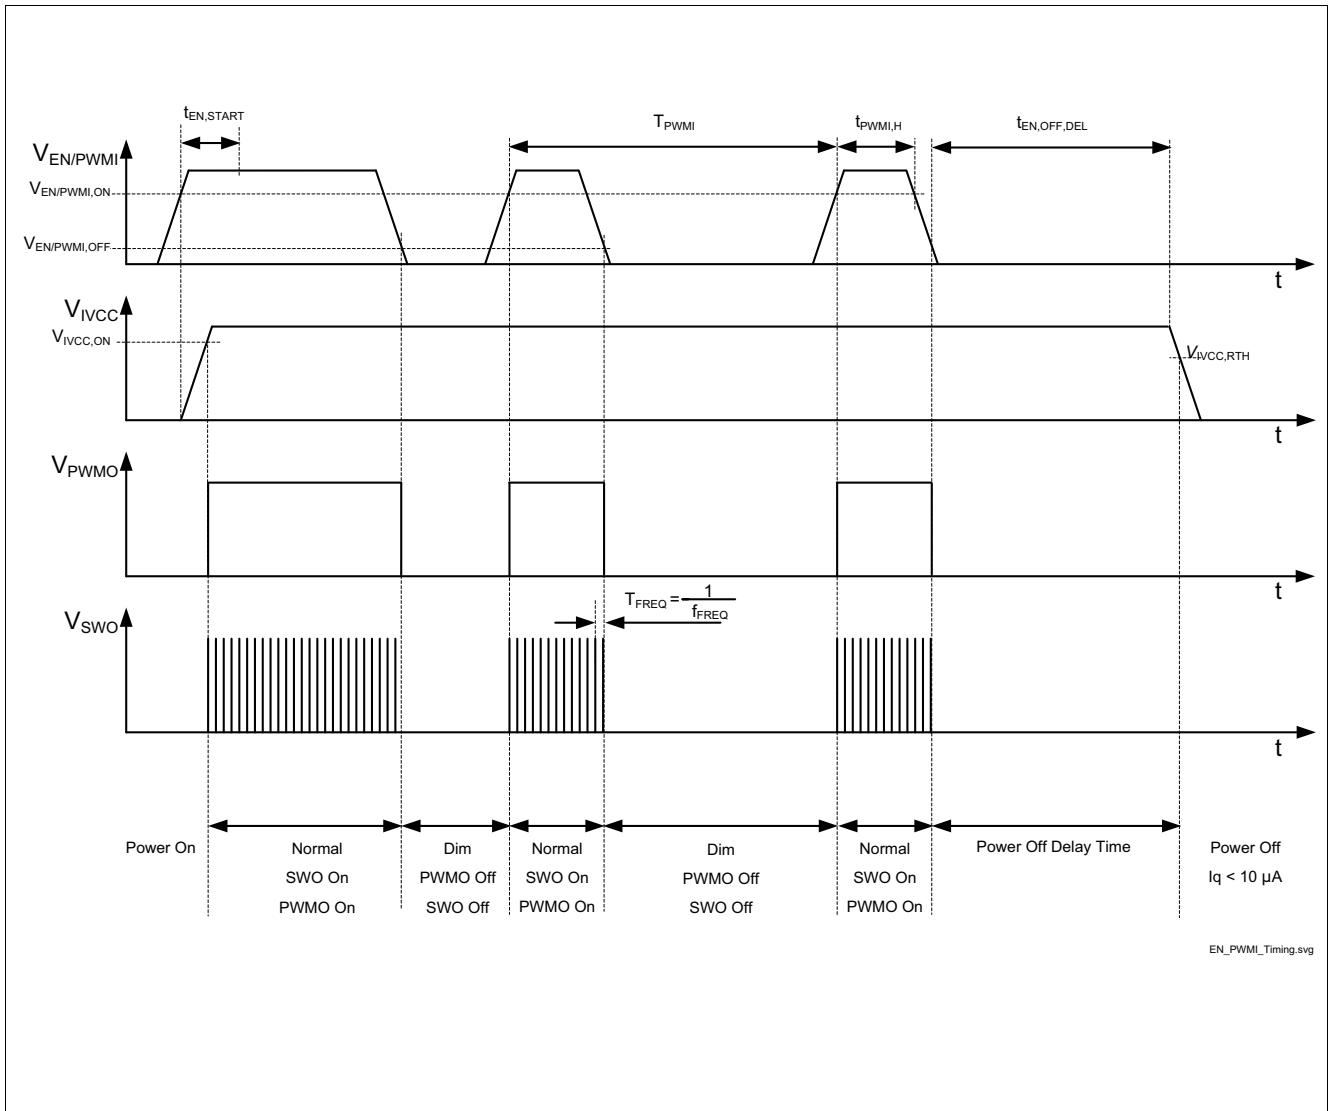 tEN,START
TPWMI
tPWMI,H
tEN,OFF,DEL
VEN/PWMI
VEN/PWMI,ON
VEN/PWMI,OFF
t
VIVCC
VIVCC,ON
VIVCC,RTH
t
VPWMO
t
TFREQ = 1
fFREQ
VSWO
t
Power On
Normal
SWO On
PWMO On
Dim
PWMO Off
SWO Off
Normal
SWO On
PWMO On
Dim
PWMO Off
SWO Off
Normal
SWO On
PWMO On
Power Off Delay Time
Power Off
Iq < 10 µA
EN_PWMI_Timing.svg